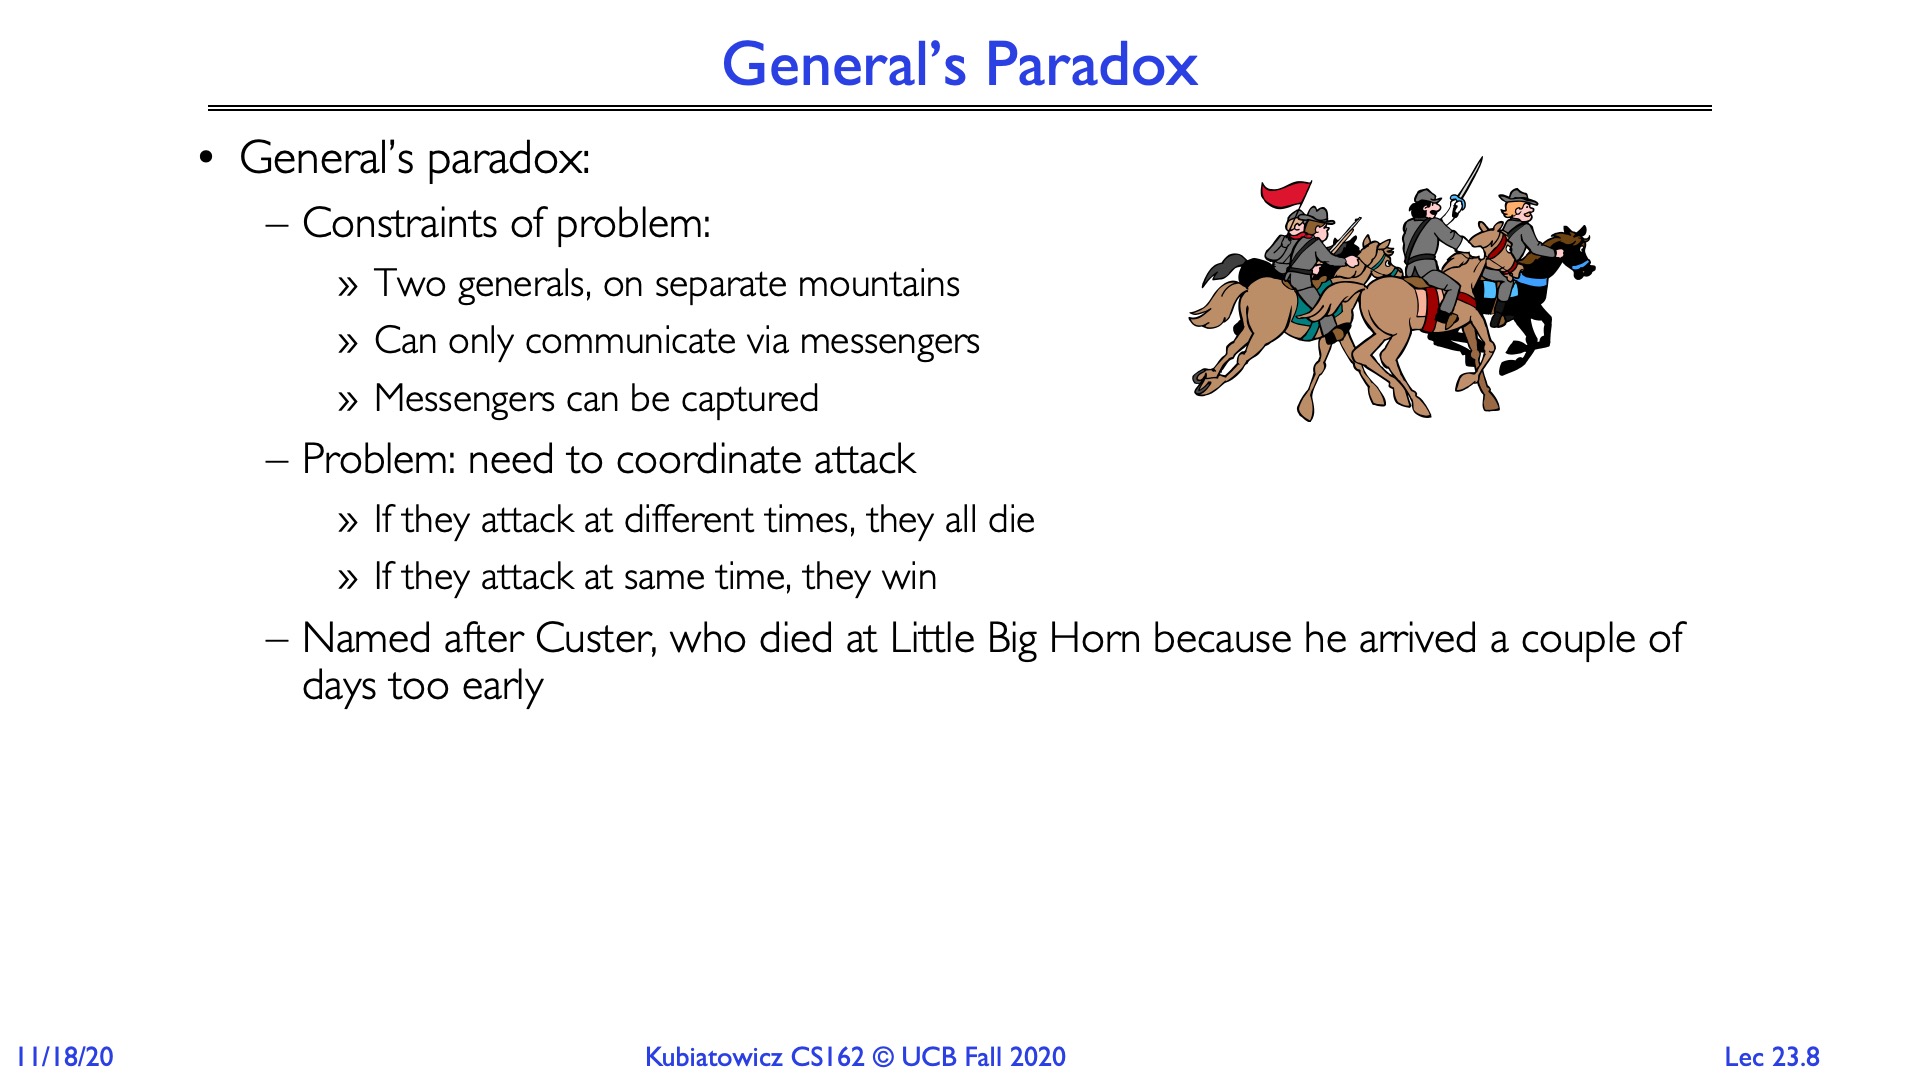 General’s Paradox
• General’s paradox:
– Constraints of problem:
» Two generals, on separate mountains
» Can only communicate via messengers
» Messengers can be captured
– Problem: need to coordinate attack
» If they attack at different times, they all die
» If they attack at same time, they win
– Named after Custer, who died at Little Big Horn because he arrived a couple of
days too early
11/18/20
Kubiatowicz CS162 © UCB Fall 2020
Lec 23.8